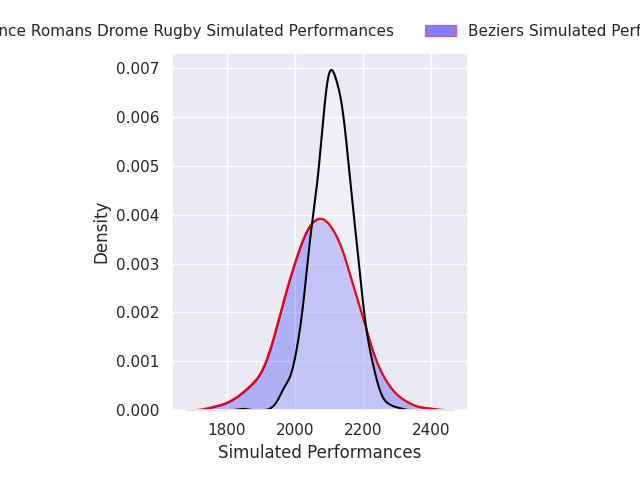 nce Romans Drome Rugby Simulated Performances Beziers Simulated Perf
0.007
0.006
0.005
0.004
0.003
0.002
0.001
0.000
Density
1800 2000 2200 2400
Simulated Performances